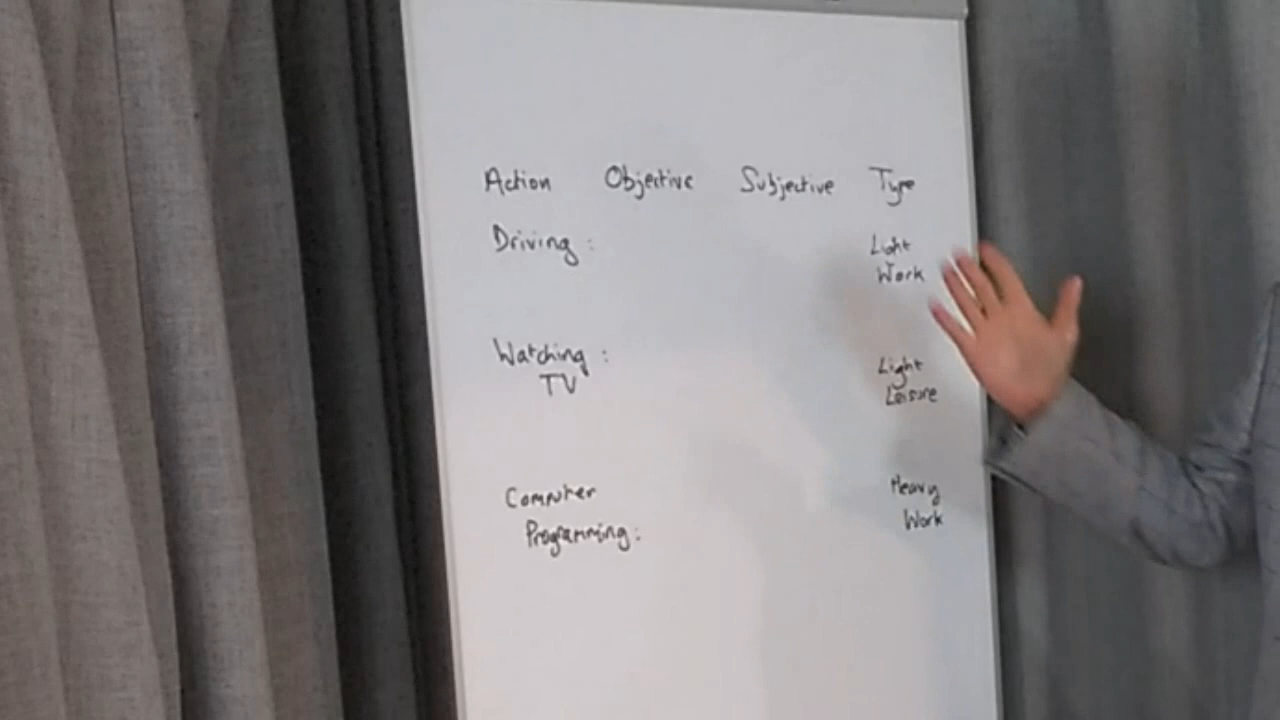 Action Objective Subjective Type
Driving : Light
Work
Watching : Light
TV Leisure
Computer Heavy
Programming : Work